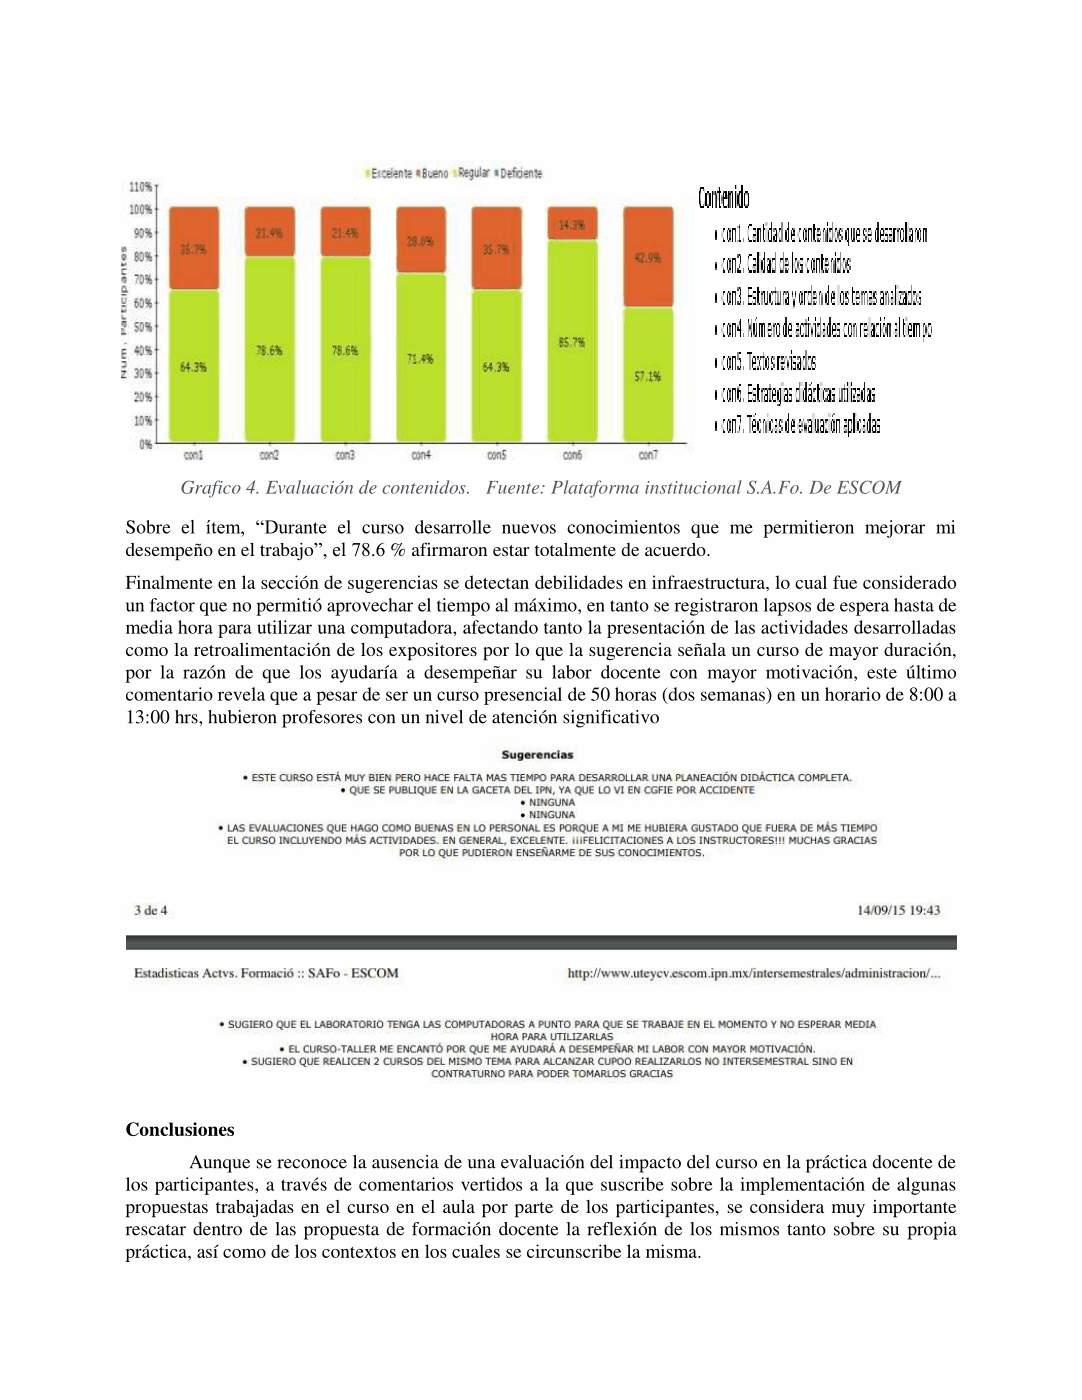 Excelente Bueno Regular Deficiente
Num. Participantes
110%
100%
90%
80%
70%
60%
50%
40%
30%
20%
10%
0%
35.7% 21.4% 21.4% 28.6% 35.7% 14.3% 42.9%
64.3% 78.6% 78.6% 71.4% 64.3% 85.7% 57.1%
con1 con2 con3 con4 con5 con6 con7
Contenido
• con1. Cantidad de contenidos que se desarrollaron
• con2. Calidad de los contenidos
• con3. Estructura y orden de los temas analizados
• con4. Número de actividades con relación al tiempo
• con5. Textos revisados
• con6. Estrategias didácticas utilizadas
• con7. Técnicas de evaluación aplicadas
Grafico 4. Evaluación de contenidos. Fuente: Plataforma institucional S.A.Fo. De ESCOM
Sobre el ítem, “Durante el curso desarrolle nuevos conocimientos que me permitieron mejorar mi
desempeño en el trabajo”, el 78.6 % afirmaron estar totalmente de acuerdo.
Finalmente en la sección de sugerencias se detectan debilidades en infraestructura, lo cual fue considerado
un factor que no permitió aprovechar el tiempo al máximo, en tanto se registraron lapsos de espera hasta de
media hora para utilizar una computadora, afectando tanto la presentación de las actividades desarrolladas
como la retroalimentación de los expositores por lo que la sugerencia señala un curso de mayor duración,
por la razón de que los ayudaría a desempeñar su labor docente con mayor motivación, este último
comentario revela que a pesar de ser un curso presencial de 50 horas (dos semanas) en un horario de 8:00 a
13:00 hrs, hubieron profesores con un nivel de atención significativo
Sugerencias
• ESTE CURSO ESTÁ MUY BIEN PERO HACE FALTA MAS TIEMPO PARA DESARROLLAR UNA PLANEACIÓN DIDÁCTICA COMPLETA.
• QUE SE PUBLIQUE EN LA GACETA DEL IPN, YA QUE LO VI EN CGFIE POR ACCIDENTE
• NINGUNA
• NINGUNA
• LAS EVALUACIONES QUE HAGO COMO BUENAS EN LO PERSONAL ES PORQUE A MI ME HUBIERA GUSTADO QUE FUERA DE MÁS TIEMPO
EL CURSO INCLUYENDO MÁS ACTIVIDADES. EN GENERAL, EXCELENTE. ¡¡¡FELICITACIONES A LOS INSTRUCTORES!!! MUCHAS GRACIAS
POR LO QUE PUDIERON ENSEÑARME DE SUS CONOCIMIENTOS.
3 de 4 14/09/15 19:43
Estadisticas Actvs. Formació :: SAFo - ESCOM http://www.uteycv.escom.ipn.mx/intersemestrales/administracion/...
• SUGIERO QUE EL LABORATORIO TENGA LAS COMPUTADORAS A PUNTO PARA QUE SE TRABAJE EN EL MOMENTO Y NO ESPERAR MEDIA
HORA PARA UTILIZARLAS
• EL CURSO-TALLER ME ENCANTÓ POR QUE ME AYUDARÁ A DESEMPEÑAR MI LABOR CON MAYOR MOTIVACIÓN.
• SUGIERO QUE REALICEN 2 CURSOS DEL MISMO TEMA PARA ALCANZAR CUPOO REALIZARLOS NO INTERSEMESTRAL SINO EN
CONTRATURNO PARA PODER TOMARLOS GRACIAS
Conclusiones
Aunque se reconoce la ausencia de una evaluación del impacto del curso en la práctica docente de
los participantes, a través de comentarios vertidos a la que suscribe sobre la implementación de algunas
propuestas trabajadas en el curso en el aula por parte de los participantes, se considera muy importante
rescatar dentro de las propuesta de formación docente la reflexión de los mismos tanto sobre su propia
práctica, así como de los contextos en los cuales se circunscribe la misma.